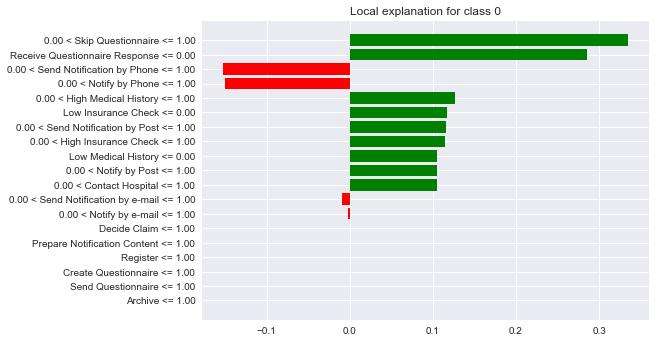 Local explanation for class 0
0.00 < Skip Questionnaire <= 1.00
Receive Questionnaire Response <= 0.00
0.00 < Send Notification by Phone <= 1.00
0.00 < Notify by Phone <= 1.00
0.00 < High Medical History <= 1.00
Low Insurance Check <= 0.00
0.00 < Send Notification by Post <= 1.00
0.00 < High Insurance Check <= 1.00
Low Medical History <= 0.00
0.00 < Notify by Post <= 1.00
0.00 < Contact Hospital <= 1.00
0.00 < Send Notification by e-mail <= 1.00
0.00 < Notify by e-mail <= 1.00
Decide Claim <= 1.00
Prepare Notification Content <= 1.00
Register <= 1.00
Create Questionnaire <= 1.00
Send Questionnaire <= 1.00
Archive <= 1.00
−0.1 0.0 0.1 0.2 0.3